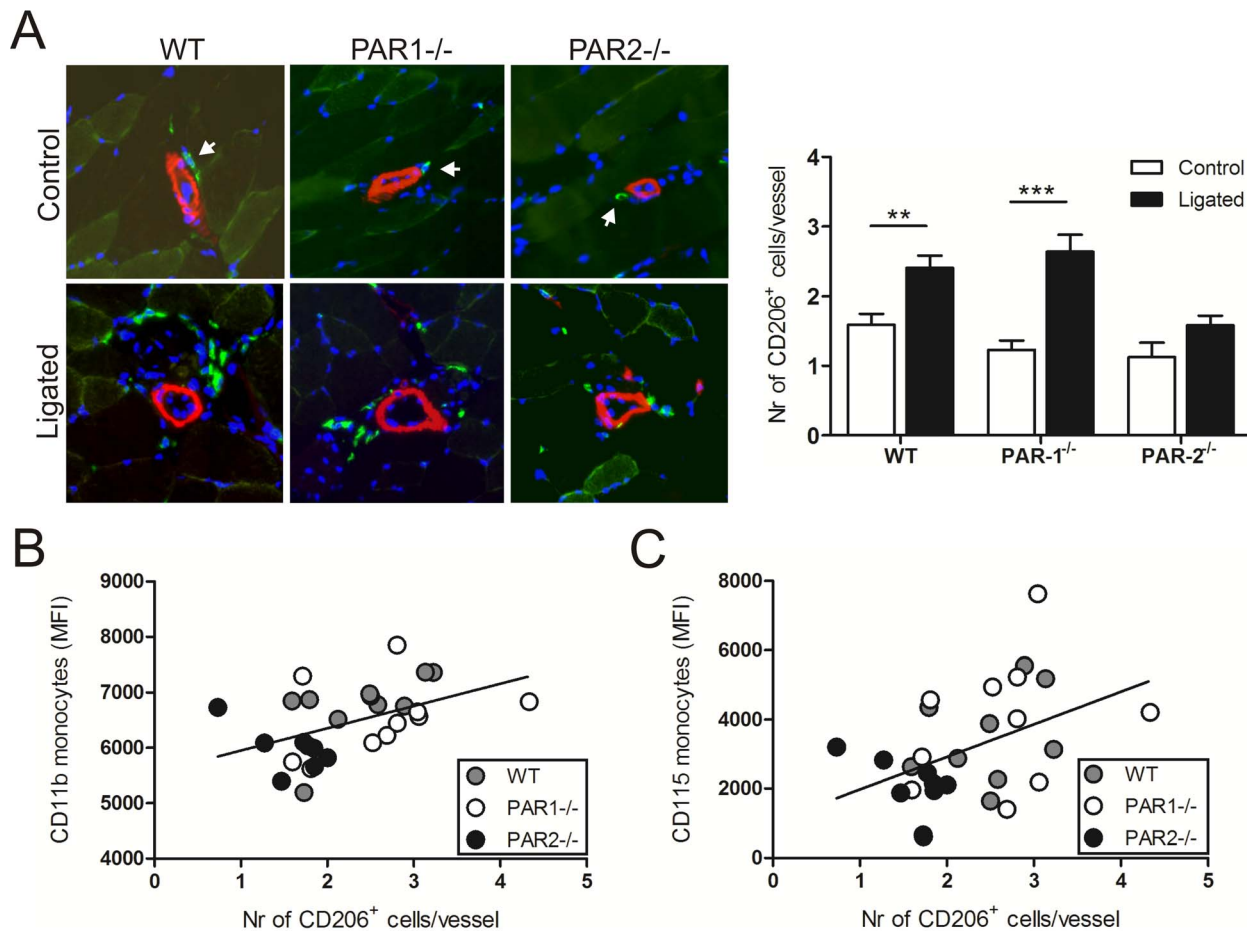 A
WT PAR1-/- PAR2-/-
Control
Ligated
Nr of CD206⁺ cells/vessel
4
3
2
1
0
** ***
Control
Ligated
WT PAR-1⁻/⁻ PAR-2⁻/⁻
B
CD11b monocytes (MFI)
9000
8000
7000
6000
5000
4000
0 1 2 3 4 5
Nr of CD206⁺ cells/vessel
WT
PAR1-/-
PAR2-/-
C
CD115 monocytes (MFI)
8000
6000
4000
2000
0
0 1 2 3 4 5
Nr of CD206⁺ cells/vessel
WT
PAR1-/-
PAR2-/-